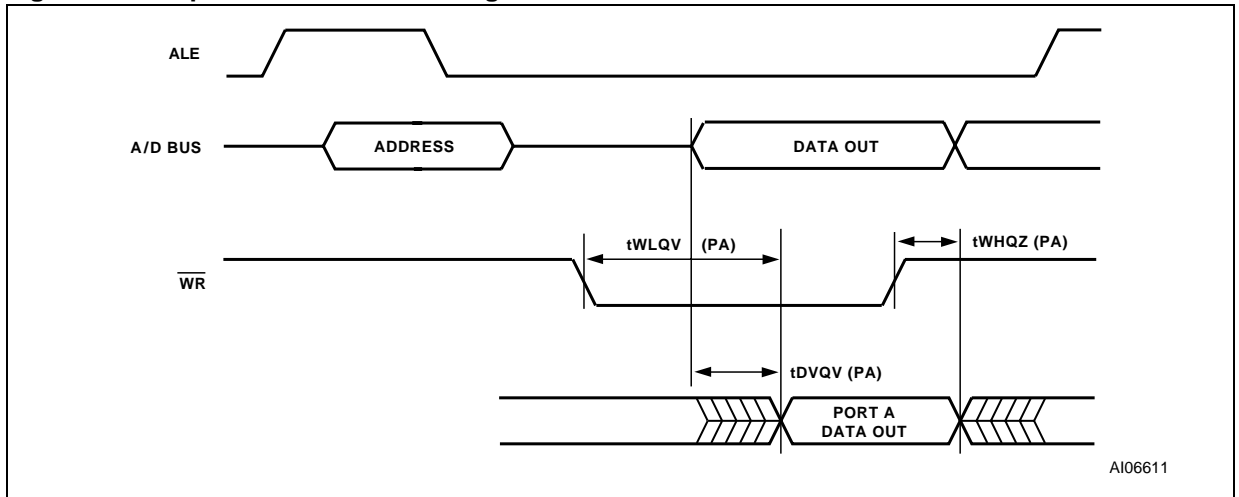 ALE
A/D BUS
ADDRESS
DATA OUT
tWLQV (PA)
tWHQZ (PA)
WR
tDVQV (PA)
PORT A
DATA OUT
AI06611